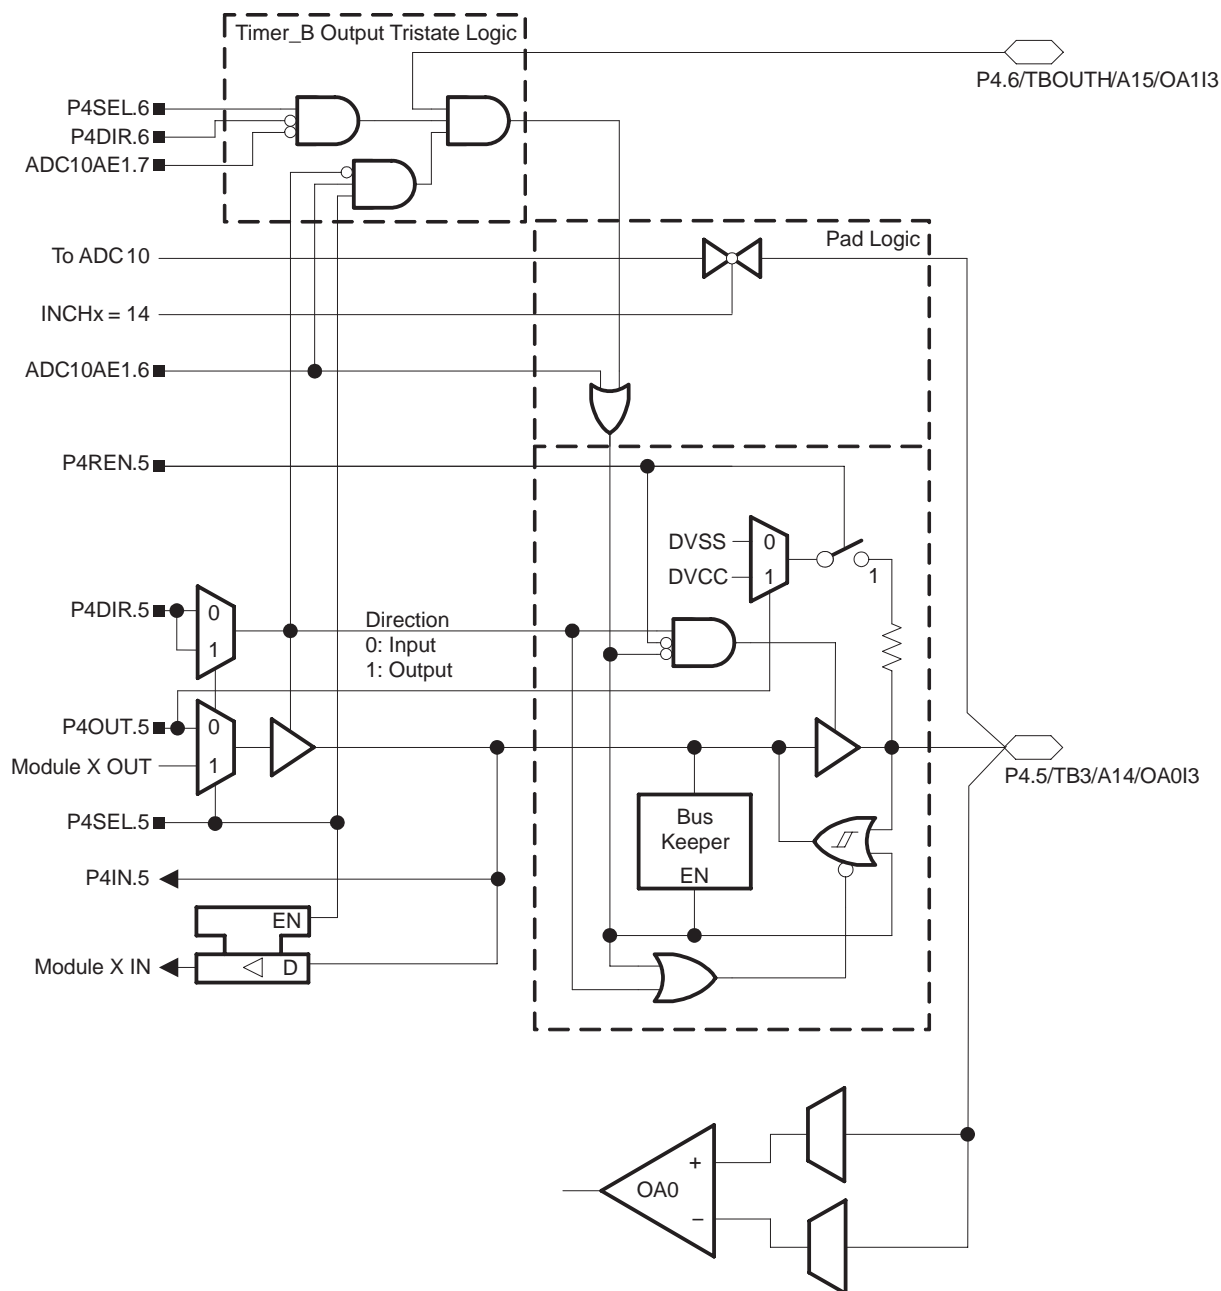 Timer_B Output Tristate Logic
P4.6/TBOUTH/A15/OA1I3
P4SEL.6
P4DIR.6
ADC10AE1.7
Pad Logic
To ADC10
INCHx = 14
ADC10AE1.6
P4REN.5
DVSS
0
DVCC
1
1
P4DIR.5
0
1
Direction
0: Input
1: Output
P4OUT.5
0
Module X OUT
1
P4.5/TB3/A14/OA0I3
P4SEL.5
Bus
Keeper
EN
P4IN.5
EN
Module X IN
D
+
OA0
−